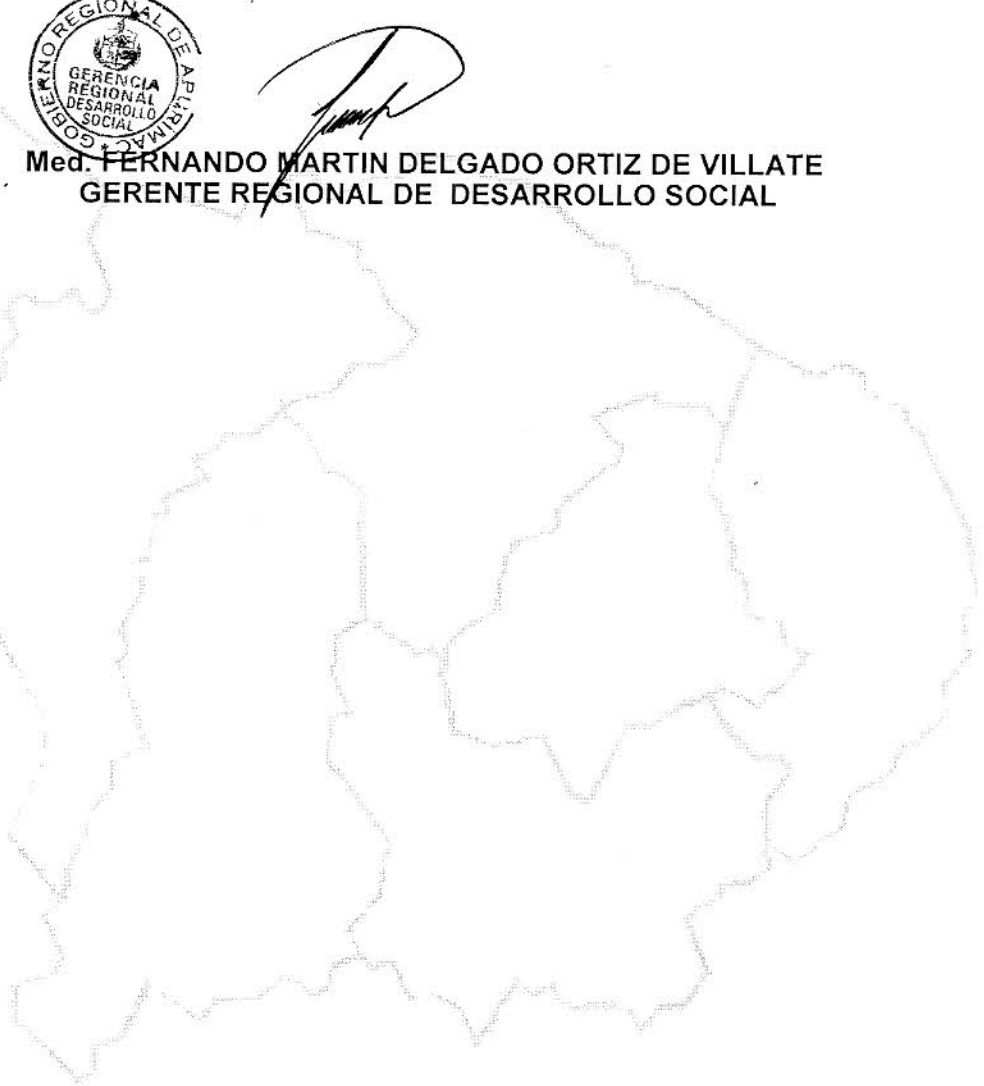 GOBIERNO REGIONAL DE APURIMAC
GERENCIA
REGIONAL
DESARROLLO
SOCIAL
Med. FERNANDO MARTIN DELGADO ORTIZ DE VILLATE
GERENTE REGIONAL DE DESARROLLO SOCIAL